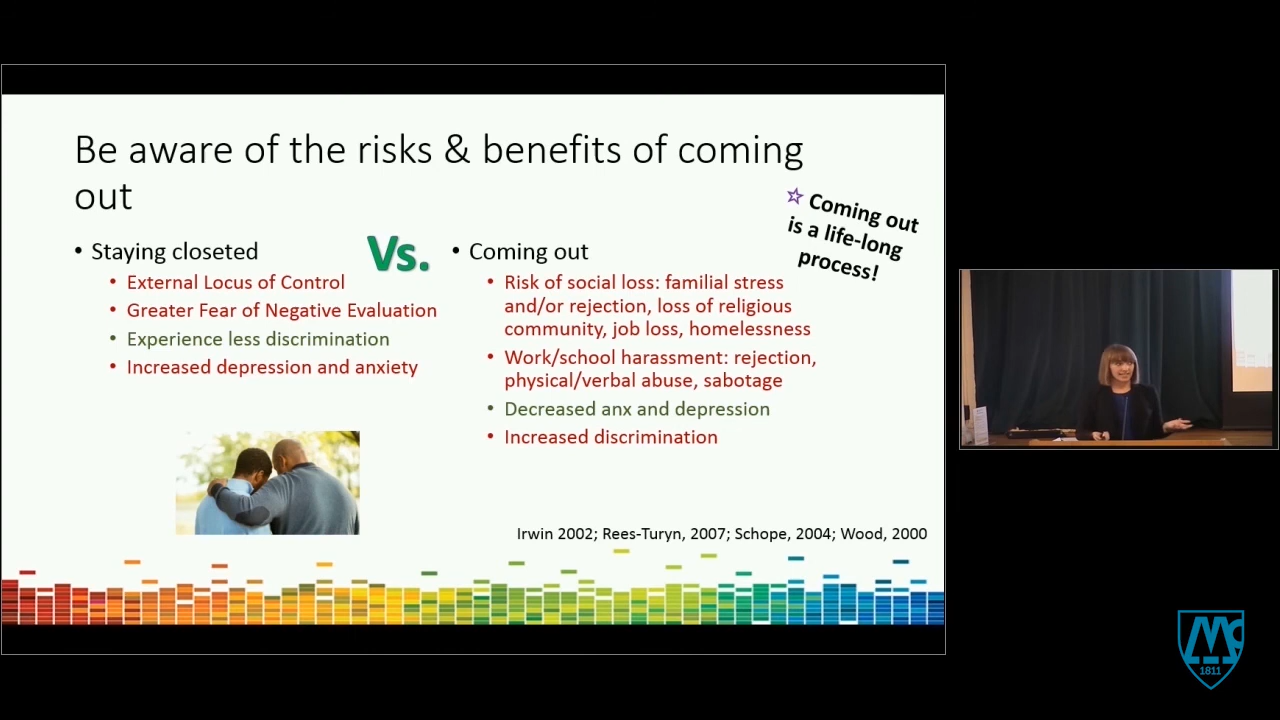 Be aware of the risks & benefits of coming
out
☆ Coming out
is a life-long
process!
• Staying closeted
• External Locus of Control
• Greater Fear of Negative Evaluation
• Experience less discrimination
• Increased depression and anxiety
Vs.
• Coming out
• Risk of social loss: familial stress
and/or rejection, loss of religious
community, job loss, homelessness
• Work/school harassment: rejection,
physical/verbal abuse, sabotage
• Decreased anx and depression
• Increased discrimination
Irwin 2002; Rees-Turyn, 2007; Schope, 2004; Wood, 2000
Mc
1811